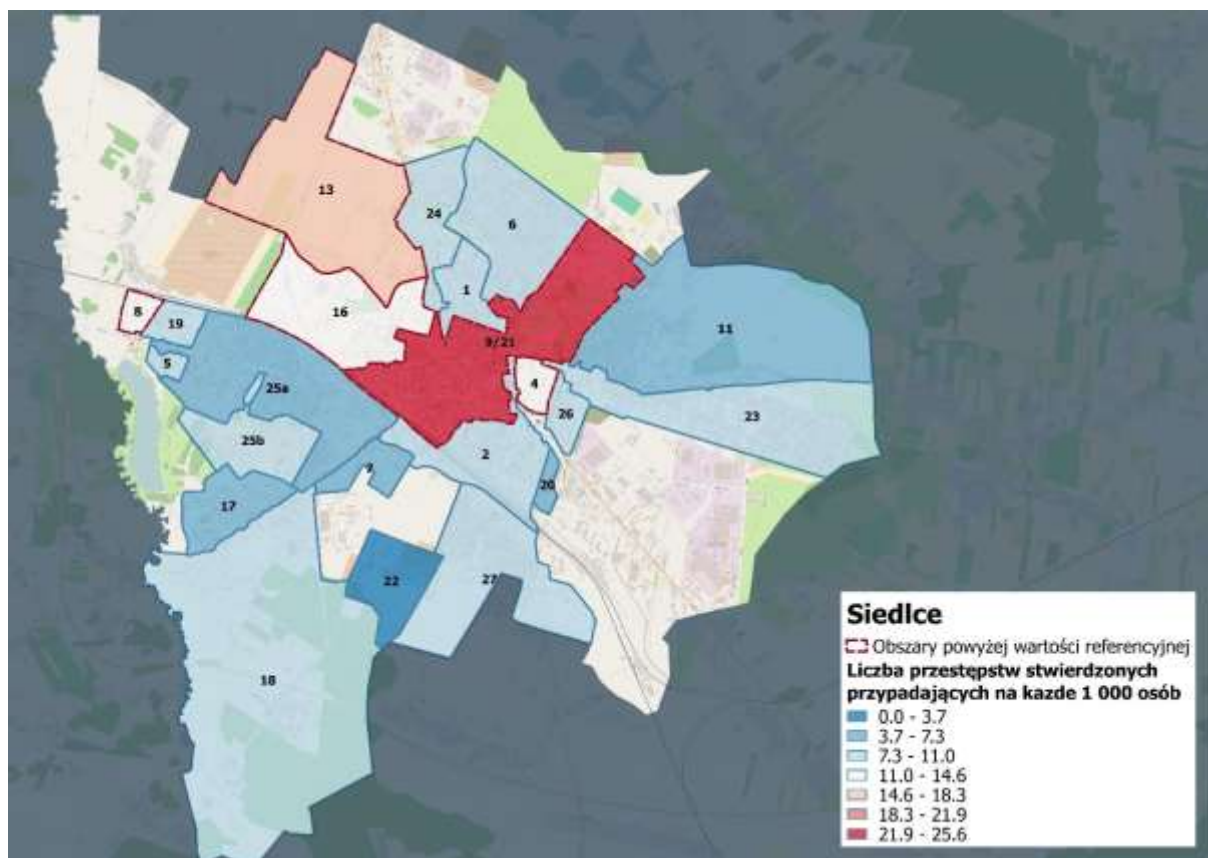 13
24
6
1
16
8
19
9/21
11
5
4
25a
26
23
25b
2
7
20
17
22
27
18
Siedlce
Obszary powyżej wartości referencyjnej
Liczba przestępstw stwierdzonych
przypadających na kazde 1 000 osób
0.0 - 3.7
3.7 - 7.3
7.3 - 11.0
11.0 - 14.6
14.6 - 18.3
18.3 - 21.9
21.9 - 25.6